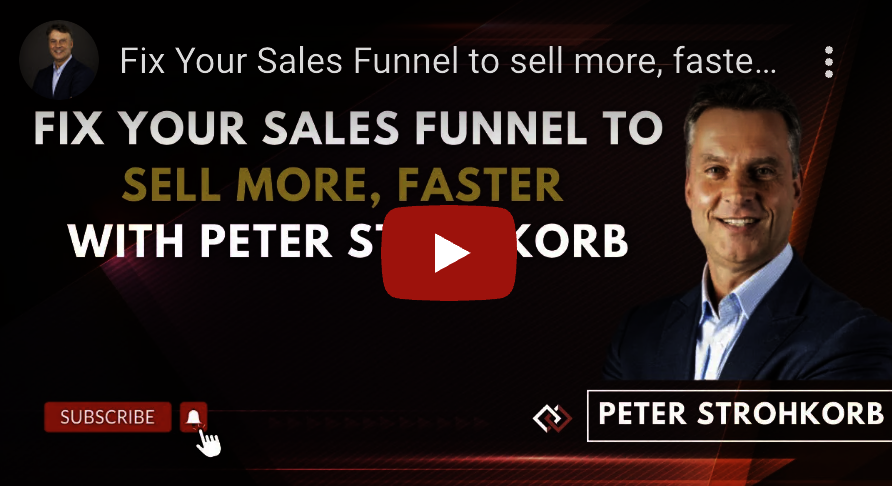 Fix Your Sales Funnel to sell more, faste...
FIX YOUR SALES FUNNEL TO
SELL MORE, FASTER
WITH PETER STROHKORB
SUBSCRIBE
PETER STROHKORB